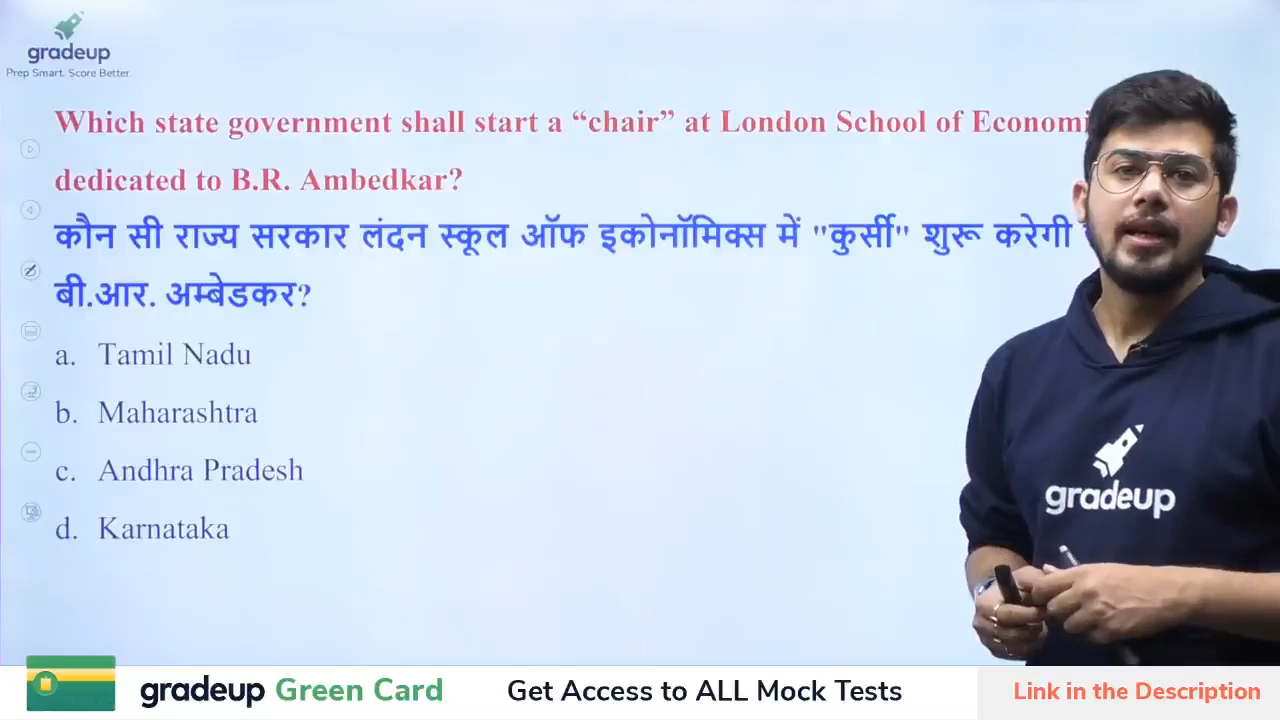 gradeup
Prep Smart. Score Better.
Which state government shall start a “chair” at London School of
dedicated to B.R. Ambedkar?
कौन सी राज्य सरकार लंदन स्कूल ऑफ इकोनॉमिक्स में "कुर्सी" शुरू करेगी
बी.आर. अम्बेडकर?
a. Tamil Nadu
b. Maharashtra
c. Andhra Pradesh
d. Karnataka
gradeup
gradeup Green Card Get Access to ALL Mock Tests Link in the Description